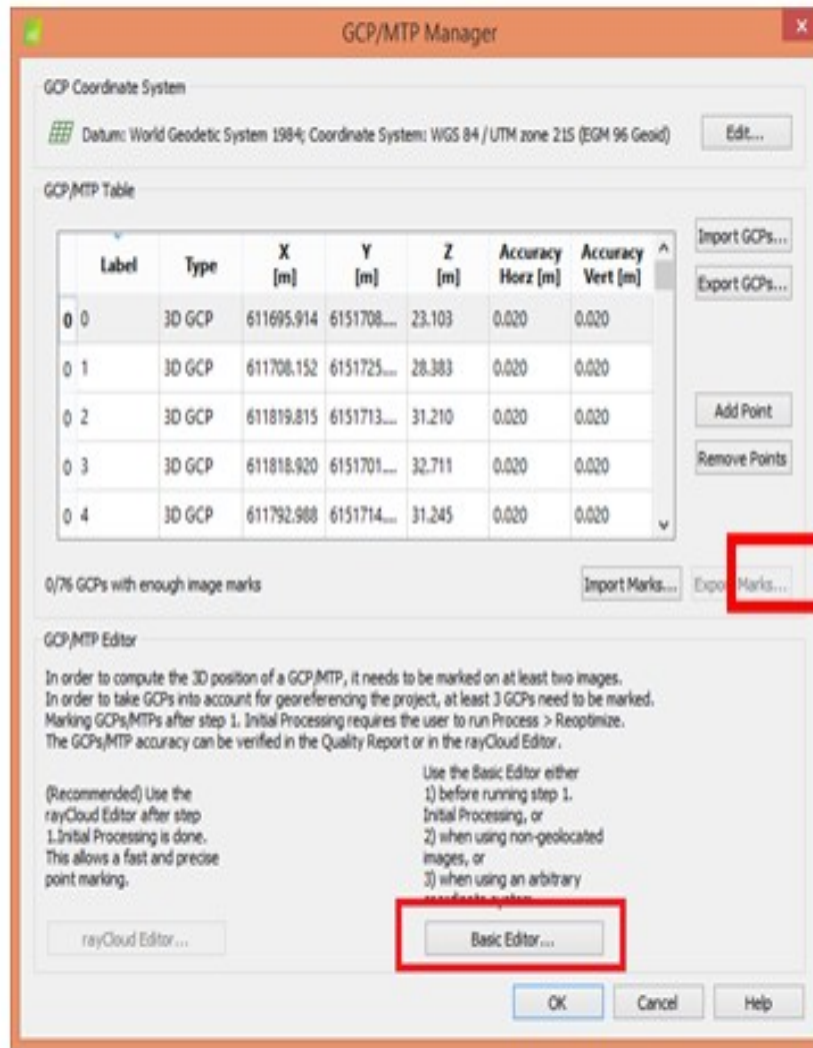 GCP/MTP Manager
x
GCP Coordinate System
Datum: World Geodetic System 1984; Coordinate System: WGS 84 / UTM zone 21S (EGM 96 Geoid)
Edit...
GCP/MTP Table
Label Type X [m] Y [m] Z [m] Accuracy Horz [m] Accuracy Vert [m]
0 0 3D GCP 611695.914 6151708.... 23.103 0.020 0.020
0 1 3D GCP 611708.152 6151725.... 28.383 0.020 0.020
0 2 3D GCP 611819.815 6151713.... 31.210 0.020 0.020
0 3 3D GCP 611818.920 6151701.... 32.711 0.020 0.020
0 4 3D GCP 611792.988 6151714.... 31.245 0.020 0.020
Import GCPs...
Export GCPs...
Add Point
Remove Points
0/76 GCPs with enough image marks
Import Marks...
Marks...
GCP/MTP Editor
In order to compute the 3D position of a GCP/MTP, it needs to be marked on at least two images.
In order to take GCPs into account for georeferencing the project, at least 3 GCPs need to be marked.
Marking GCPs/MTPs after step 1. Initial Processing requires the user to run Process > Reoptimize.
The GCPs/MTP accuracy can be verified in the Quality Report or in the rayCloud Editor.
(Recommended) Use the
rayCloud Editor after step
1.Initial Processing is done.
This allows a fast and precise
point marking.
Use the Basic Editor either
1) before running step 1.
Initial Processing, or
2) when using non-geolocated
images, or
3) when using an arbitrary
rayCloud Editor...
Basic Editor...
OK
Cancel
Help